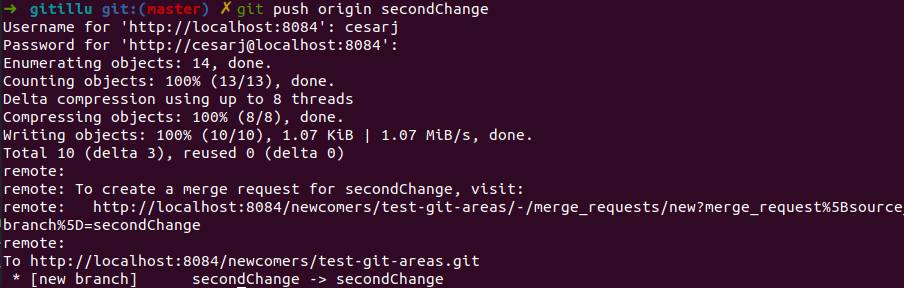 ➜ gitillu git:(master) ✗ git push origin secondChange
Username for 'http://localhost:8084': cesarj
Password for 'http://cesarj@localhost:8084':
Enumerating objects: 14, done.
Counting objects: 100% (13/13), done.
Delta compression using up to 8 threads
Compressing objects: 100% (8/8), done.
Writing objects: 100% (10/10), 1.07 KiB | 1.07 MiB/s, done.
Total 10 (delta 3), reused 0 (delta 0)
remote:
remote: To create a merge request for secondChange, visit:
remote:   http://localhost:8084/newcomers/test-git-areas/-/merge_requests/new?merge_request%5Bsource_
branch%5D=secondChange
remote:
To http://localhost:8084/newcomers/test-git-areas.git
 * [new branch]      secondChange -> secondChange